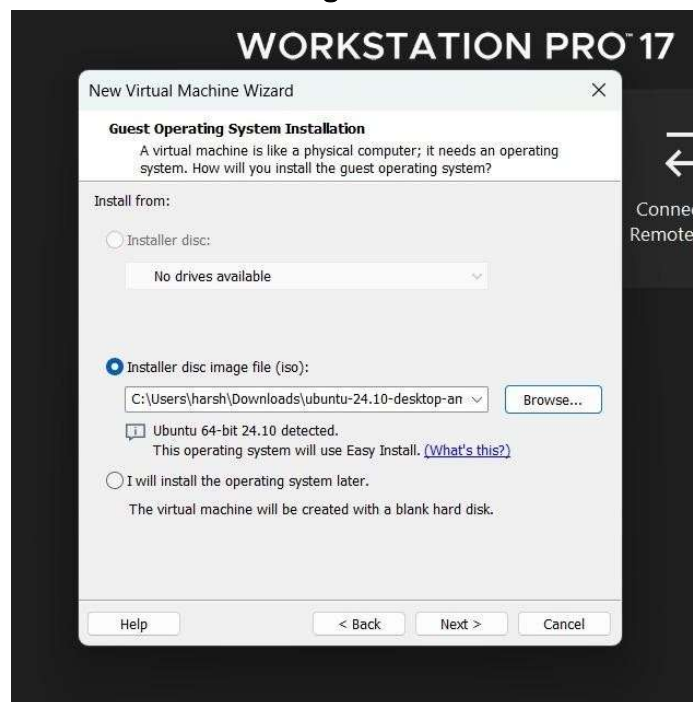 WORKSTATION PRO™ 17
New Virtual Machine Wizard
Guest Operating System Installation
A virtual machine is like a physical computer; it needs an operating
system. How will you install the guest operating system?
Install from:
Installer disc:
No drives available
Installer disc image file (iso):
C:\Users\harsh\Downloads\ubuntu-24.10-desktop-an
Browse...
Ubuntu 64-bit 24.10 detected.
This operating system will use Easy Install. (What's this?)
I will install the operating system later.
The virtual machine will be created with a blank hard disk.
Help
< Back
Next >
Cancel
Conne
Remote